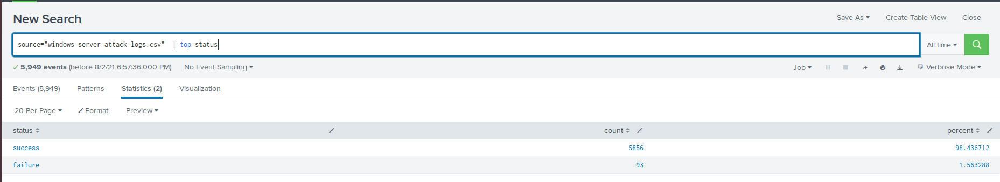 New Search
Save As Create Table View Close
source="windows_server_attack_logs.csv" | top status
All time
5,949 events (before 8/2/21 6:57:36.000 PM) No Event Sampling
Job Verbose Mode
Events (5,949) Patterns Statistics (2) Visualization
20 Per Page Format Preview
status count percent
success 5856 98.436712
failure 93 1.563288